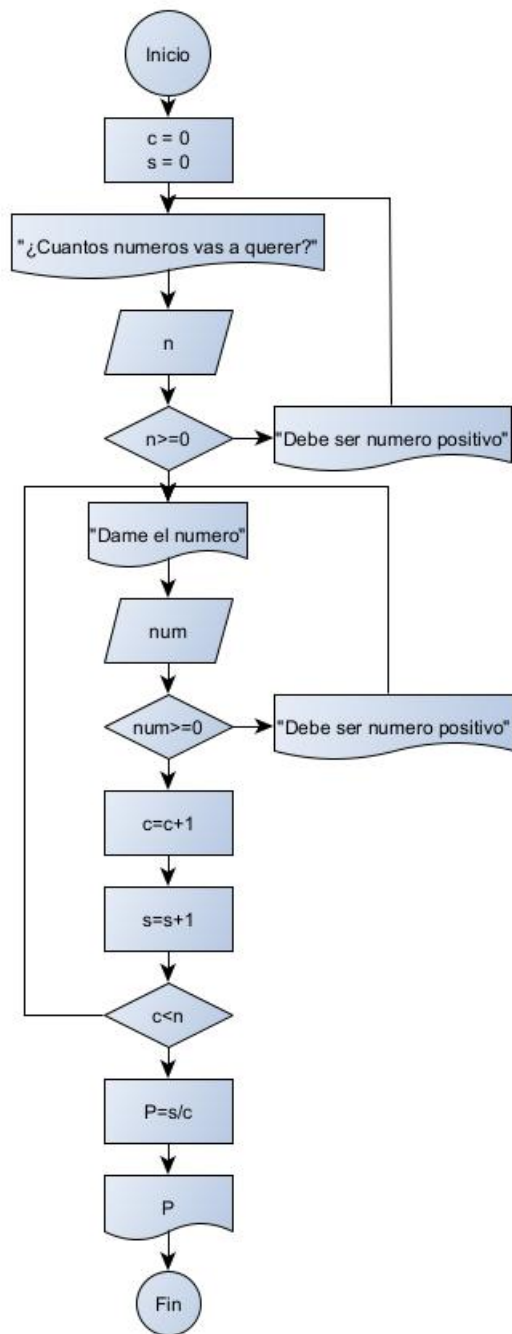 Inicio
c = 0
s = 0
"¿Cuantos numeros vas a querer?"
n
n>=0
"Debe ser numero positivo"
"Dame el numero"
num
num>=0
"Debe ser numero positivo"
c=c+1
s=s+1
c<n
P=s/c
P
Fin